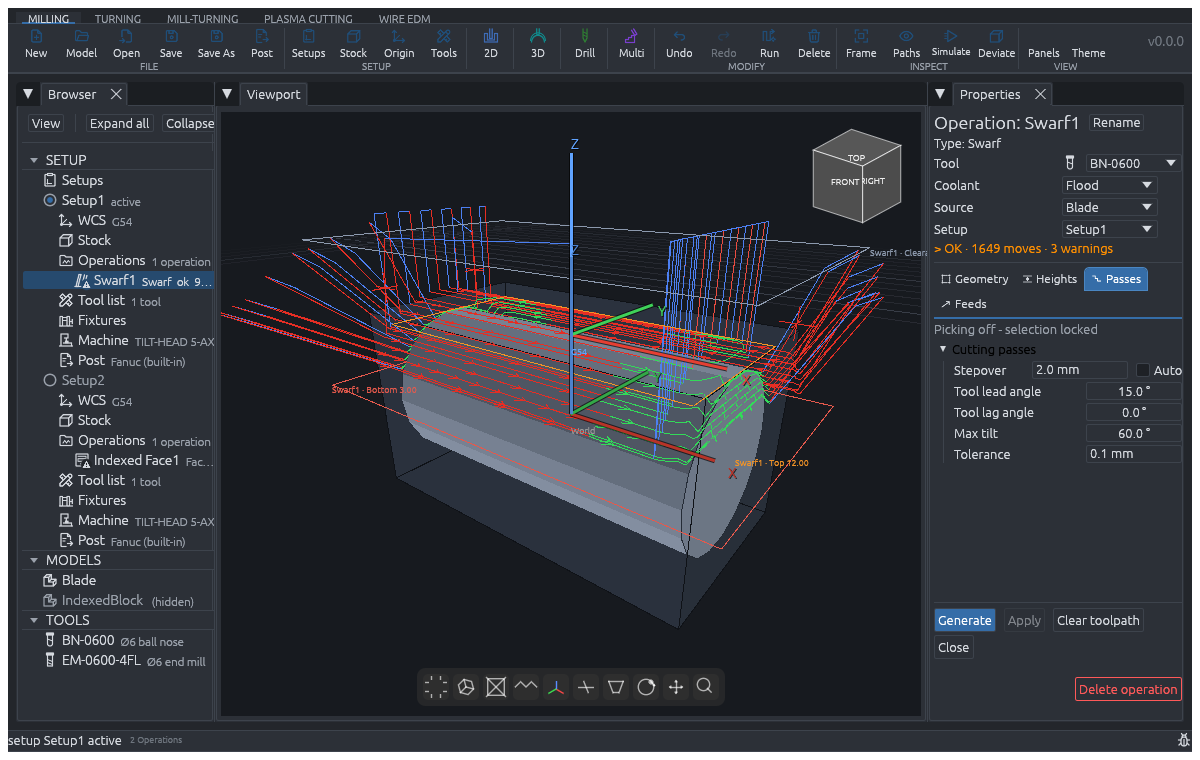 MILLING TURNING MILL-TURNING PLASMA CUTTING WIRE EDM
New Model Open Save Save As Post Setups Stock Origin Tools 2D 3D Drill Multi Undo Redo Run Delete Frame Paths Simulate Deviate Panels Theme v0.0.0
FILE SETUP MODIFY INSPECT VIEW
Browser
View Expand all Collapse
SETUP
Setups
Setup1 active
WCS G54
Stock
Operations 1 operation
Swarf1 Swarf ok 9...
Tool list 1 tool
Fixtures
Machine TILT-HEAD 5-AX
Post Fanuc (built-in)
Setup2
WCS G54
Stock
Operations 1 operation
Indexed Face1 Fac...
Tool list 1 tool
Fixtures
Machine TILT-HEAD 5-AX
Post Fanuc (built-in)
MODELS
Blade
IndexedBlock (hidden)
TOOLS
BN-0600 Ø6 ball nose
EM-0600-4FL Ø6 end mill
Viewport
Z
Z
TOP
FRONT
RIGHT
Swarf1 - Cleara
Y
G54
X
Swarf1 - Bottom 3.00
World
Swarf1 - Top 12.00
X
Properties
Operation: Swarf1 Rename
Type: Swarf
Tool BN-0600
Coolant Flood
Source Blade
Setup Setup1
> OK · 1649 moves · 3 warnings
Geometry Heights Passes
Feeds
Picking off - selection locked
Cutting passes
Stepover 2.0 mm Auto
Tool lead angle 15.0 °
Tool lag angle 0.0 °
Max tilt 60.0 °
Tolerance 0.1 mm
Generate Apply Clear toolpath
Close
Delete operation
setup Setup1 active 2 Operations